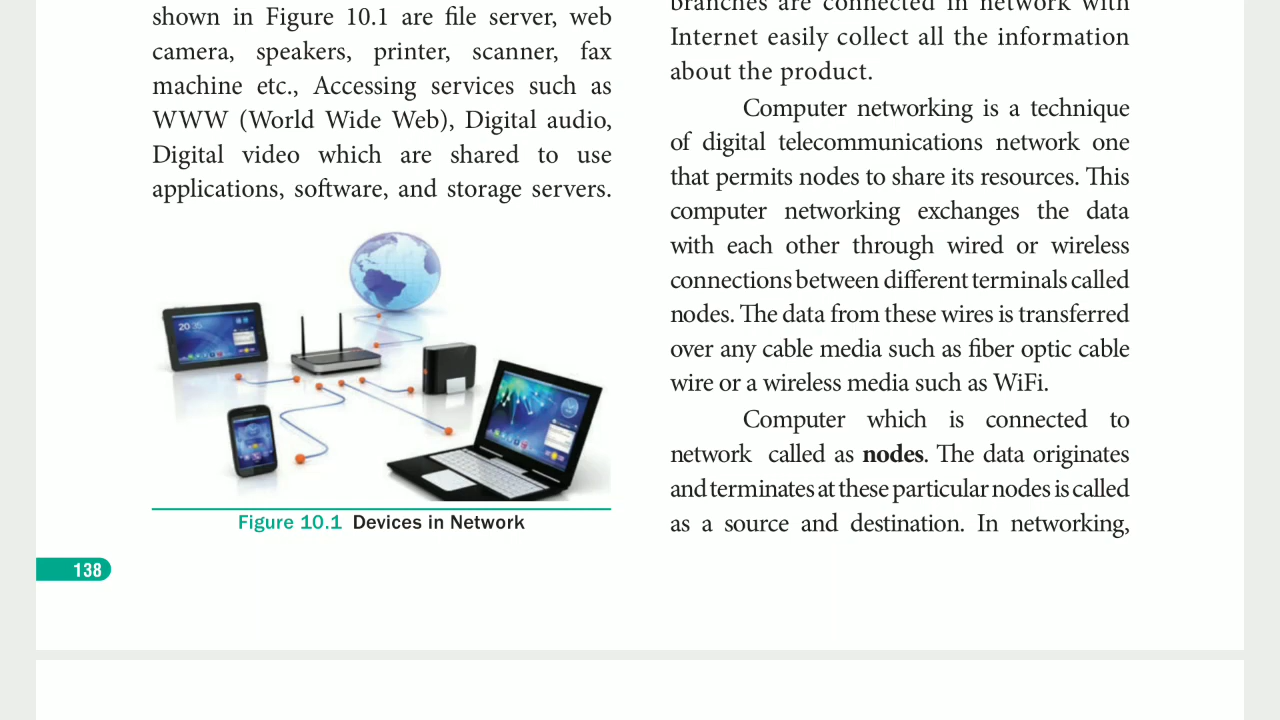 shown in Figure 10.1 are file server, web
camera, speakers, printer, scanner, fax
machine etc., Accessing services such as
WWW (World Wide Web), Digital audio,
Digital video which are shared to use
applications, software, and storage servers.
Figure 10.1 Devices in Network
138
branches are connected in network with
Internet easily collect all the information
about the product.
Computer networking is a technique
of digital telecommunications network one
that permits nodes to share its resources. This
computer networking exchanges the data
with each other through wired or wireless
connections between different terminals called
nodes. The data from these wires is transferred
over any cable media such as fiber optic cable
wire or a wireless media such as WiFi.
Computer which is connected to
network called as nodes. The data originates
and terminates at these particular nodes is called
as a source and destination. In networking,